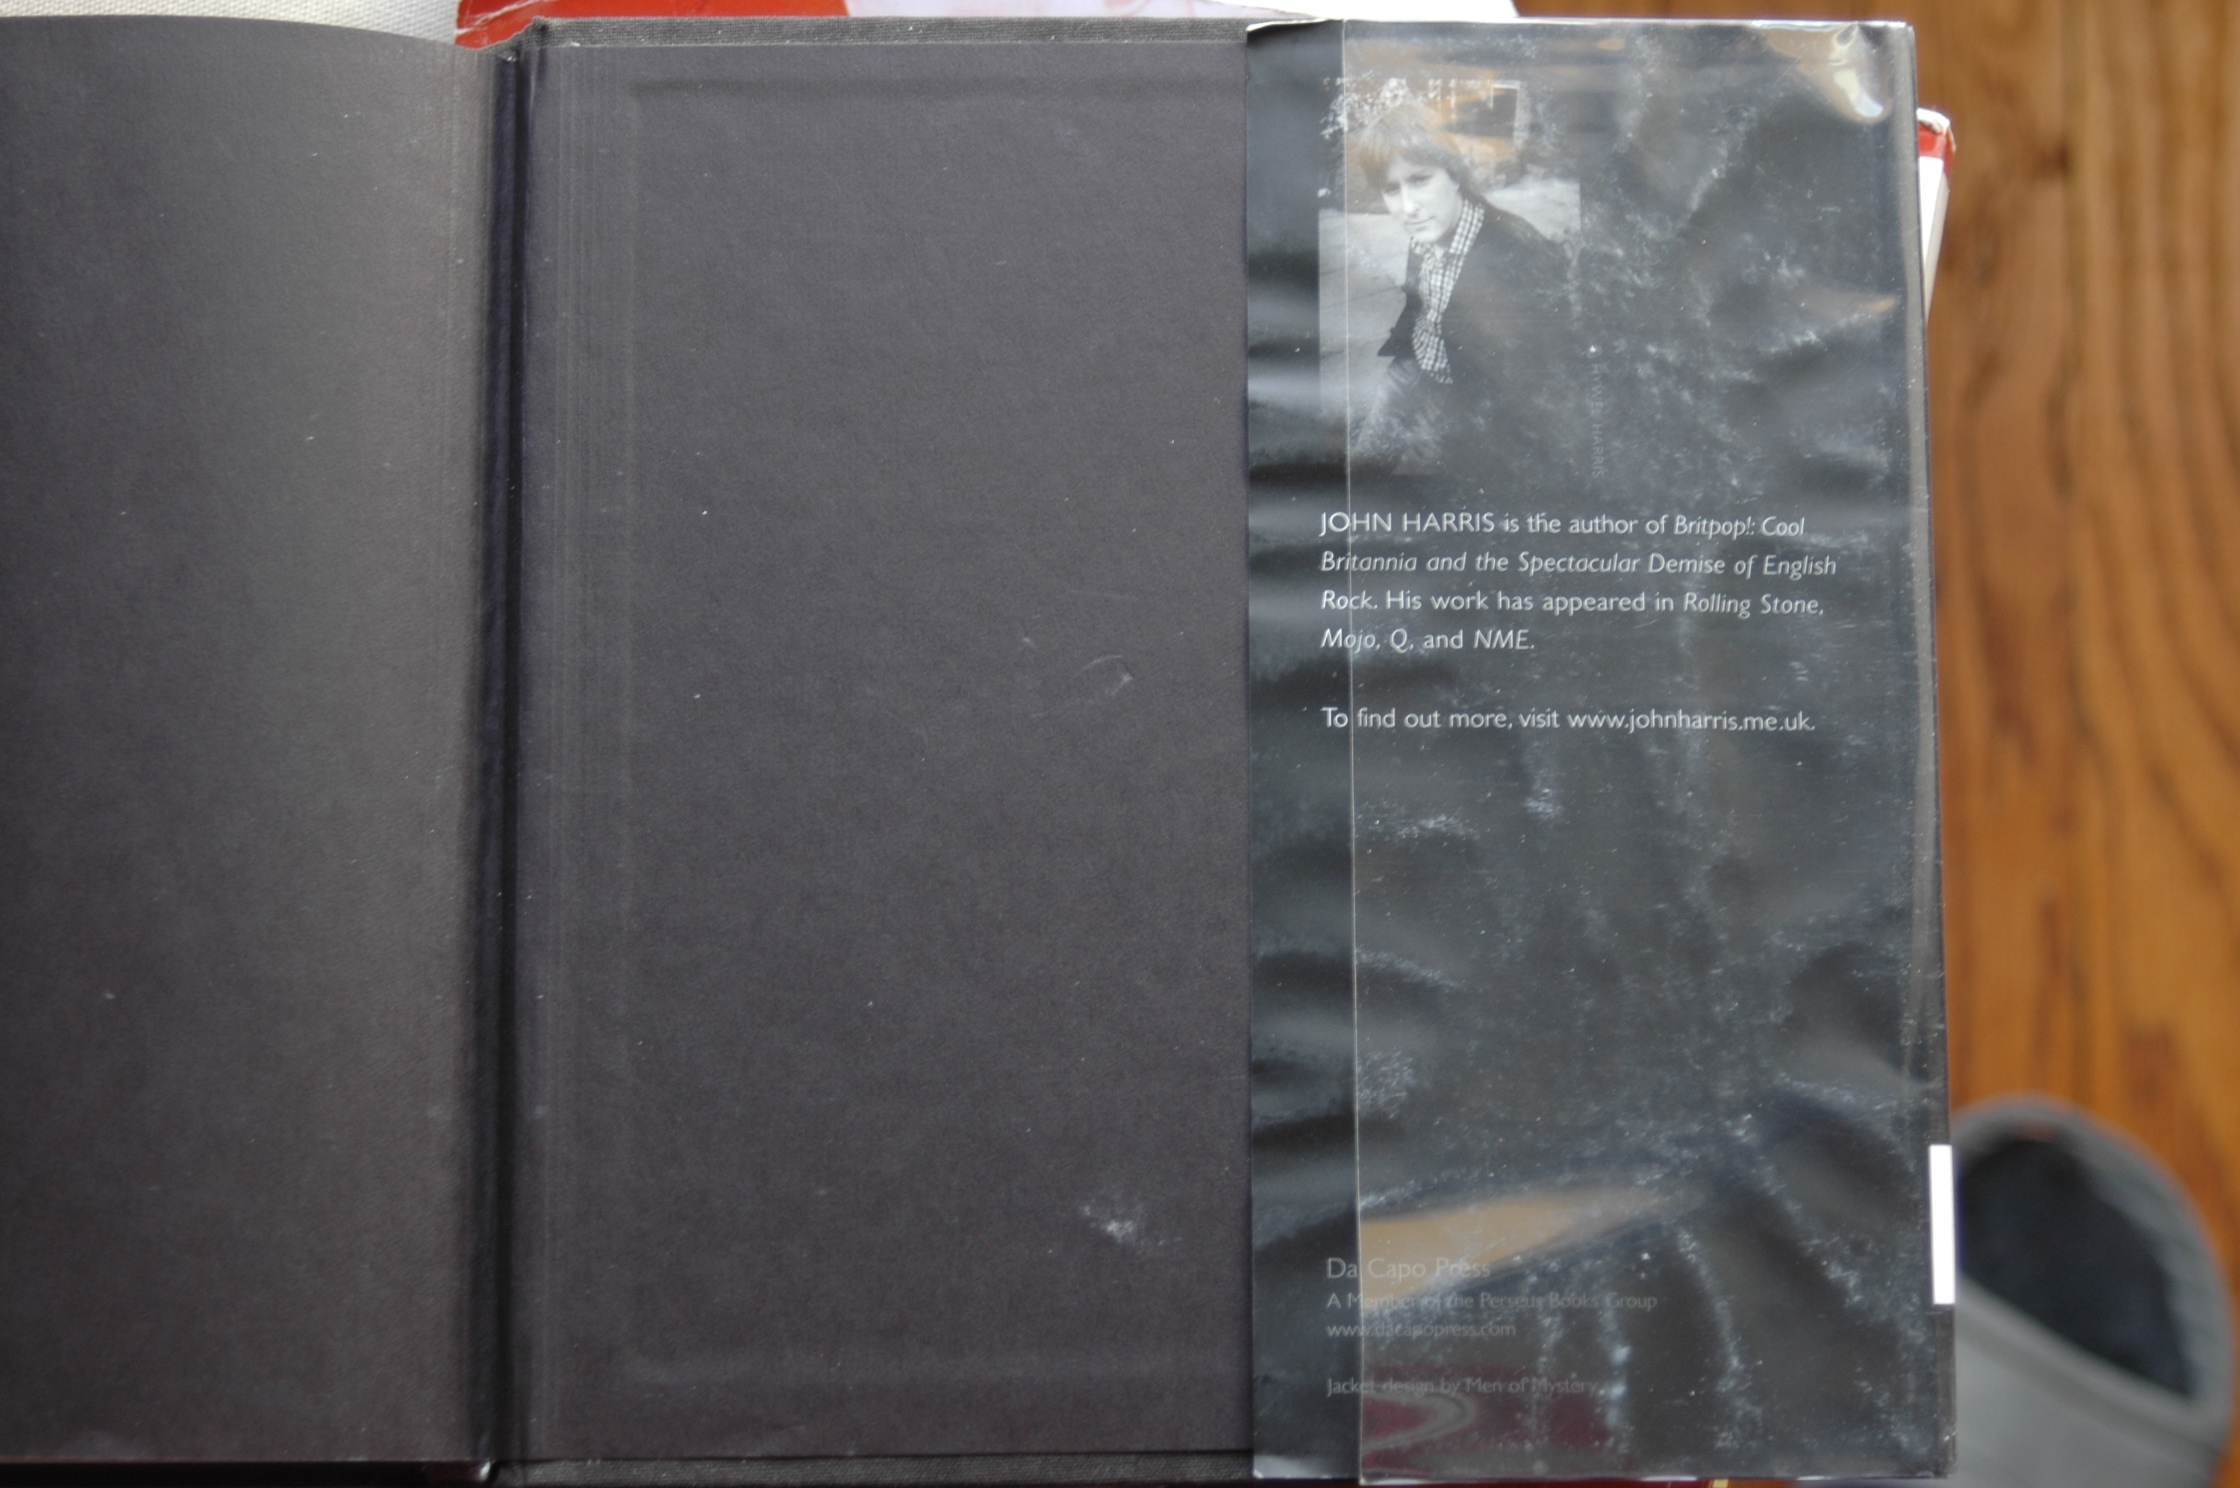 JOHN HARRIS is the author of Britpop!: Cool
Britannia and the Spectacular Demise of English
Rock. His work has appeared in Rolling Stone,
Mojo, Q, and NME.
To find out more, visit www.johnharris.me.uk.
Da Capo Press
A Member of the Perseus Books Group
www.dacapopress.com
Jacket design by Men of Mystery